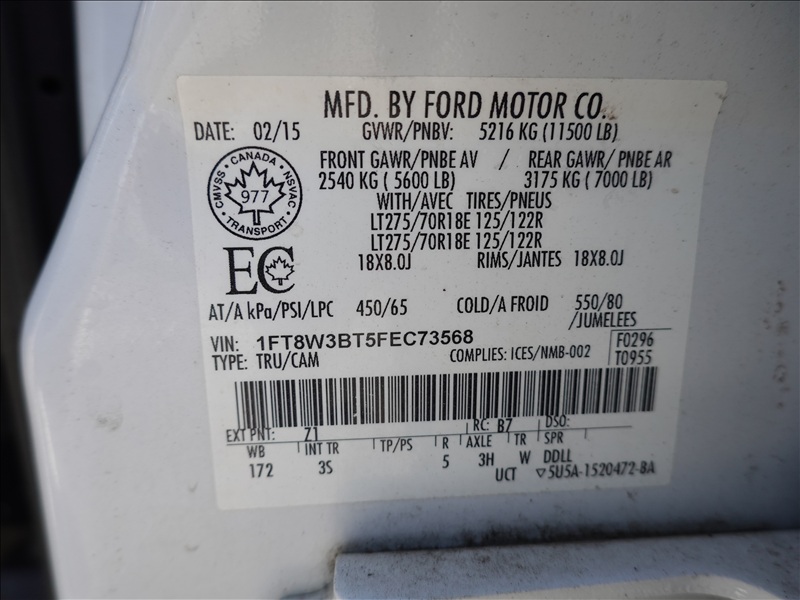 MFD. BY FORD MOTOR CO.
DATE: 02/15 GVWR/PNBV: 5216 KG (11500 LB)
FRONT GAWR/PNBE AV / REAR GAWR/ PNBE AR
2540 KG ( 5600 LB) 3175 KG ( 7000 LB)
CANADA
CMVSS 977 NSVAC
TRANSPORT
WITH/AVEC TIRES/PNEUS
LT275/70R18E 125/122R
LT275/70R18E 125/122R
EC 18X8.0J RIMS/JANTES 18X8.0J
AT/A kPa/PSI/LPC 450/65 COLD/A FROID 550/80
/JUMELEES
VIN: 1FT8W3BT5FEC73568 F0296
TYPE: TRU/CAM COMPLIES: ICES/NMB-002 T0955
EXT PNT: Z1 RC: B7 DSO:
WB INT TR TP/PS R AXLE TR SPR
172 3S 5 3H W DDLL
UCT ▽5U5A-1520472-BA